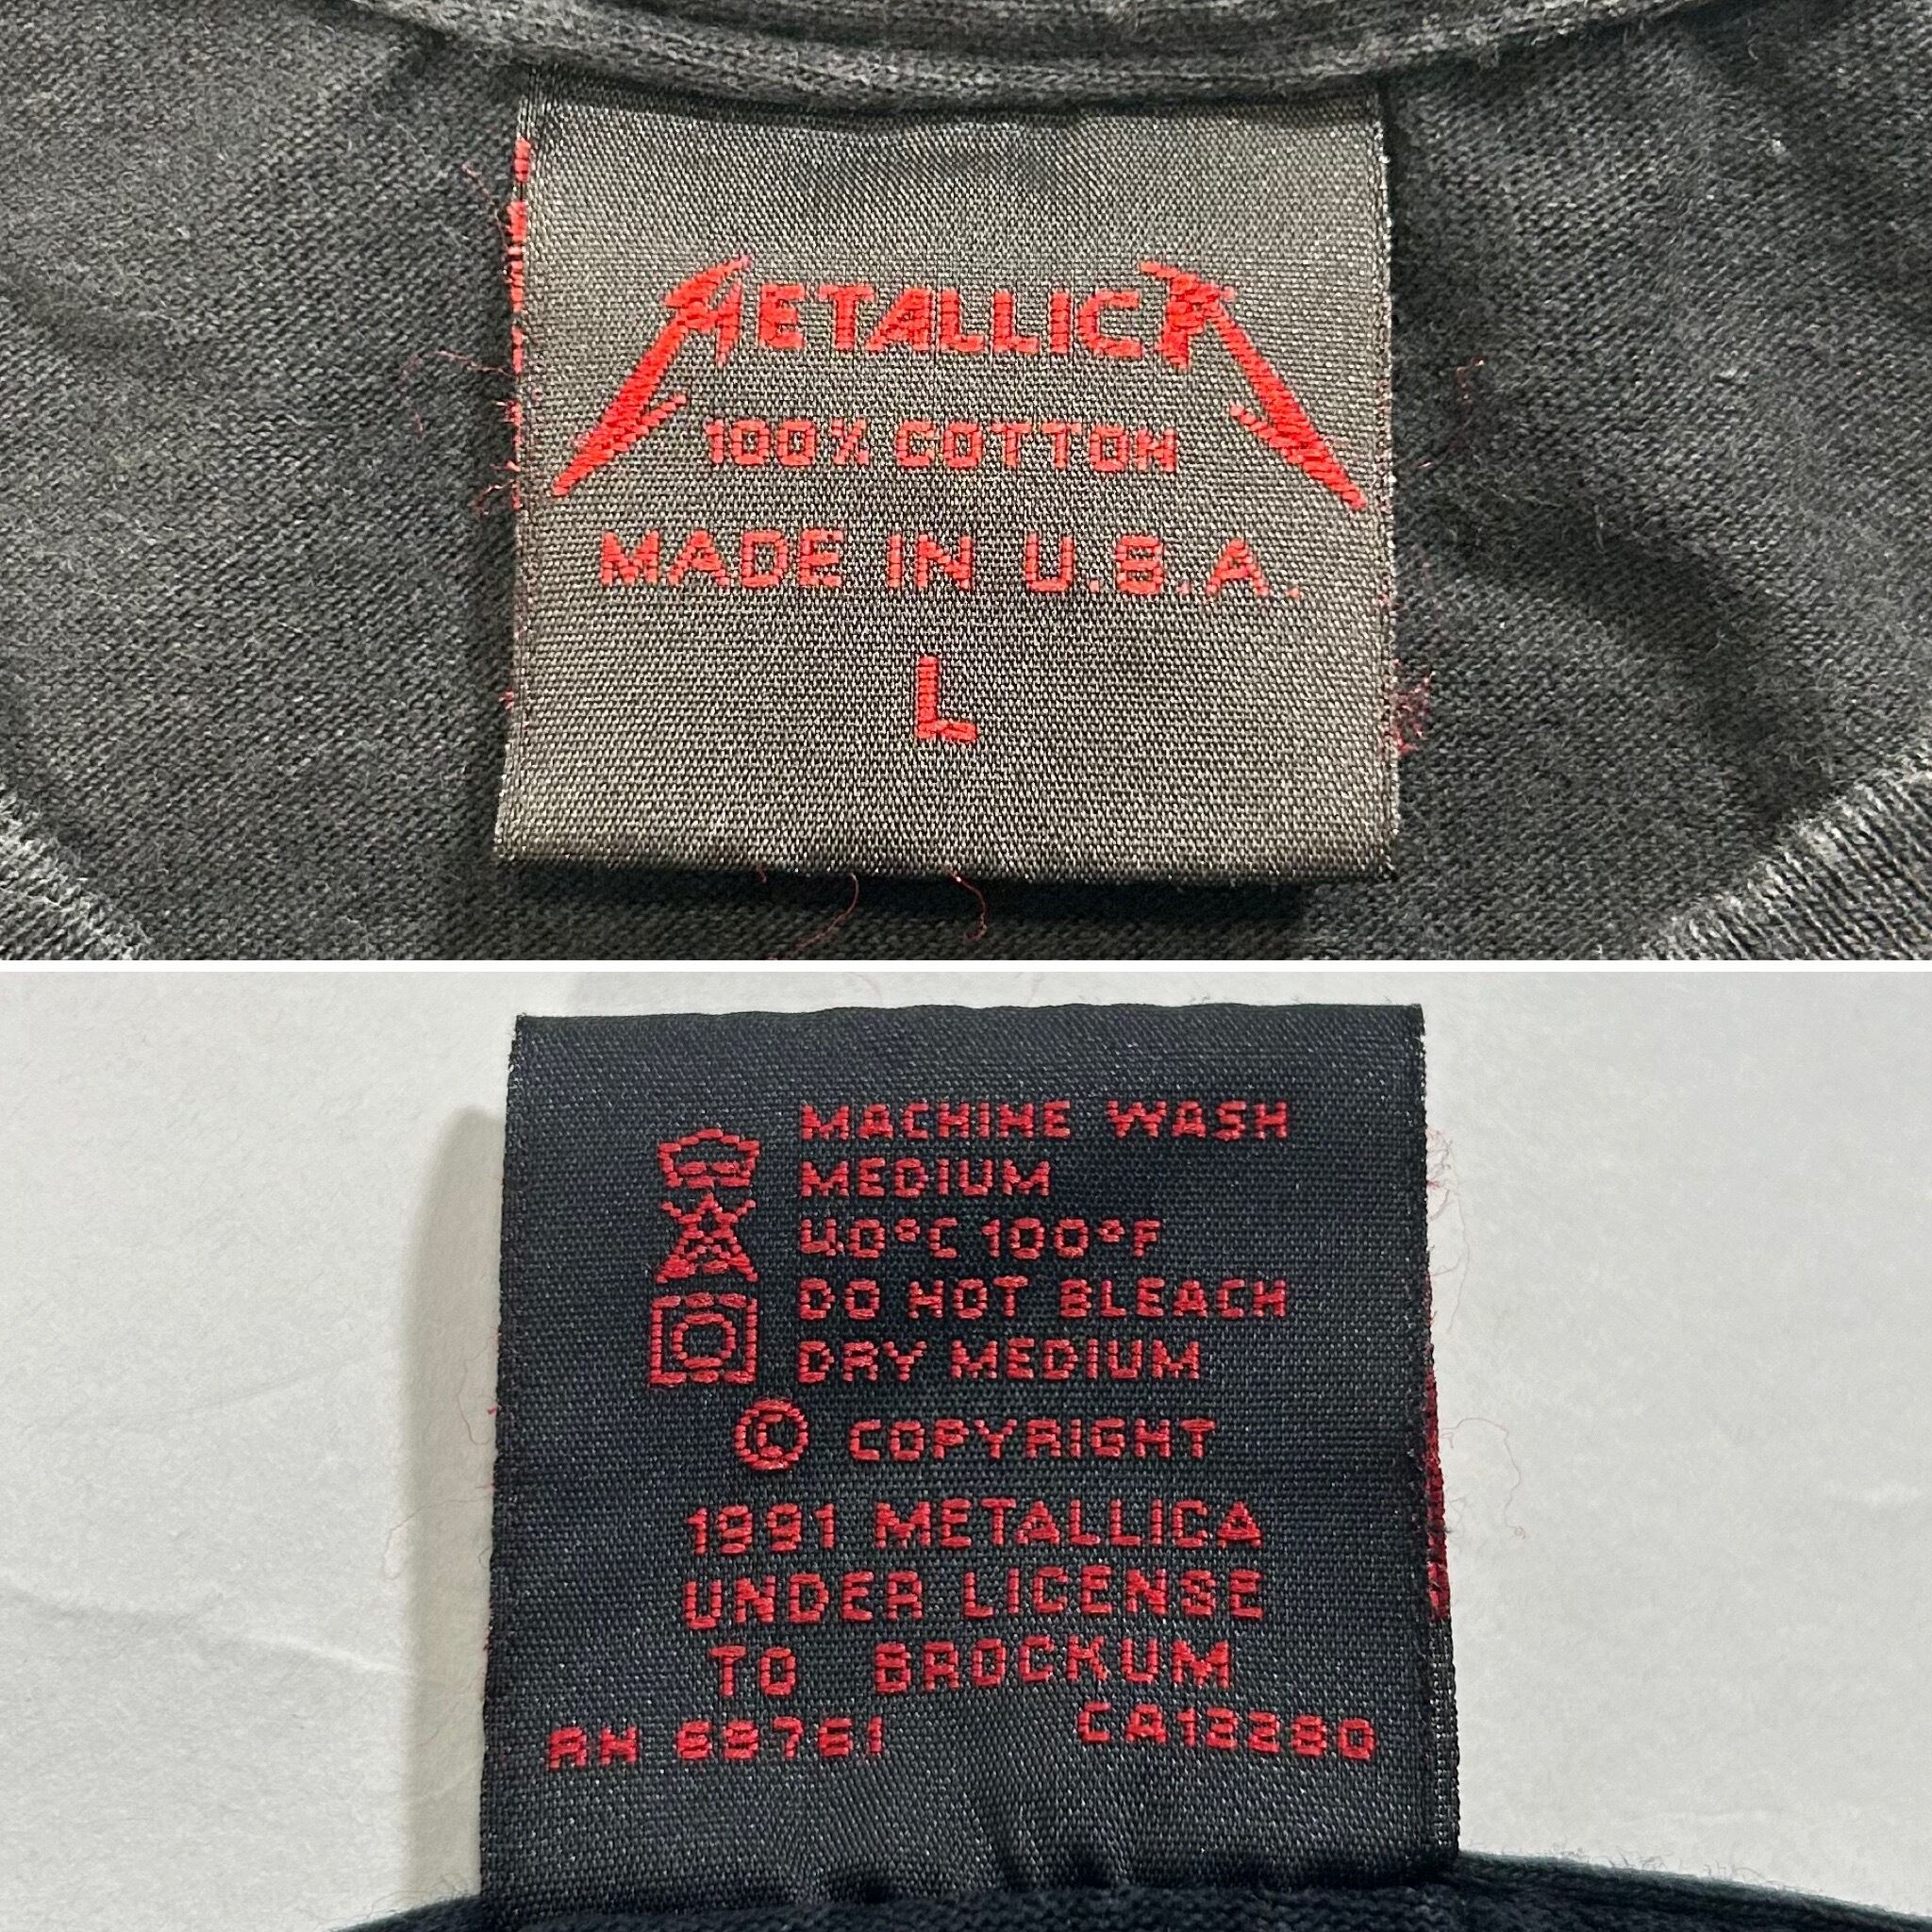 METALLICA
100% COTTON
MADE IN U.S.A.
L
MACHINE WASH
MEDIUM
40°C 100°F
DO NOT BLEACH
DRY MEDIUM
© COPYRIGHT
1991 METALLICA
UNDER LICENSE
TO BROCKUM
RN 69761 CA12280